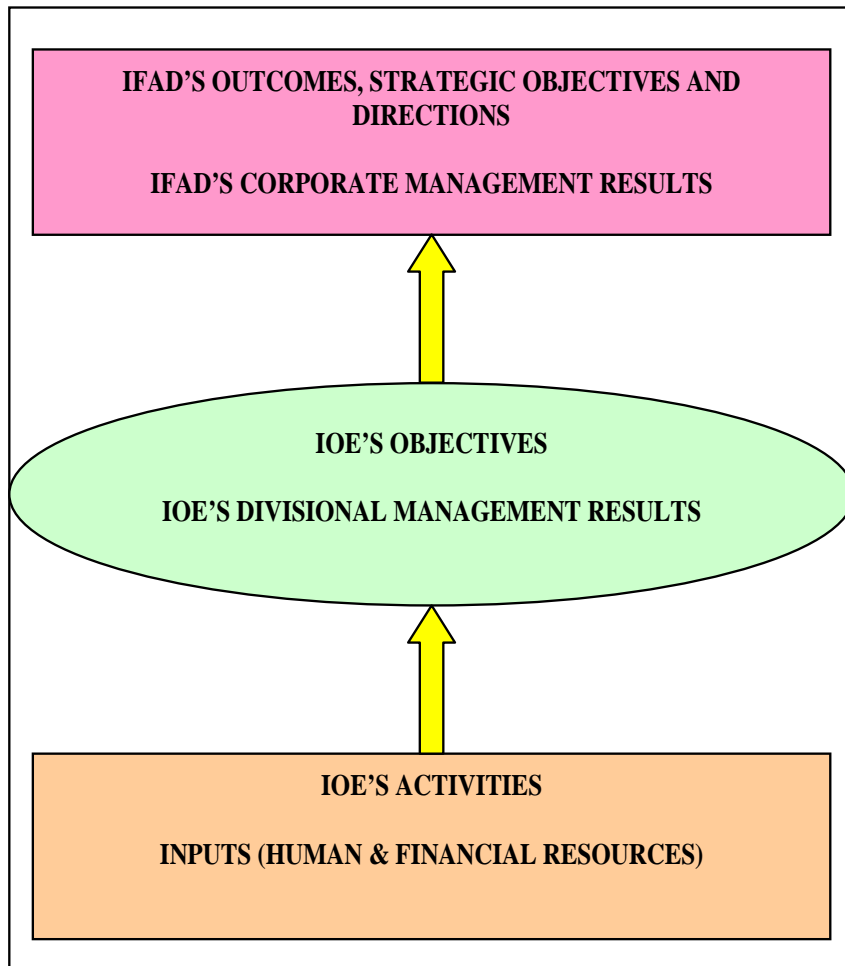 IFAD'S OUTCOMES, STRATEGIC OBJECTIVES AND
DIRECTIONS
IFAD'S CORPORATE MANAGEMENT RESULTS
IOE'S OBJECTIVES
IOE'S DIVISIONAL MANAGEMENT RESULTS
IOE'S ACTIVITIES
INPUTS (HUMAN & FINANCIAL RESOURCES)